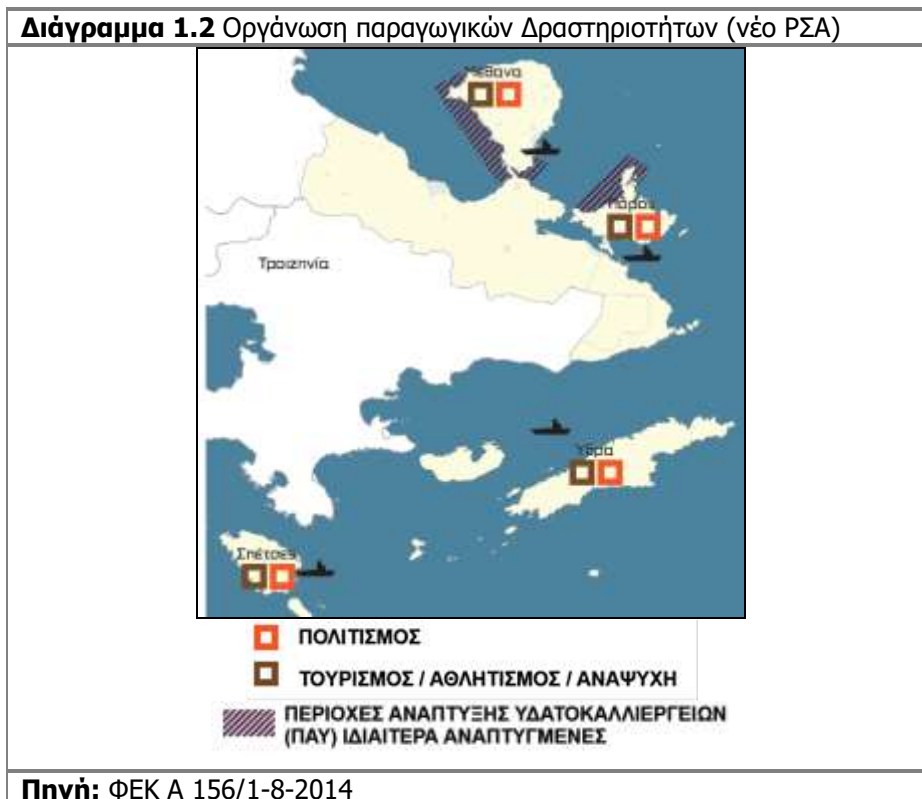 Διάγραμμα 1.2 Οργάνωση παραγωγικών Δραστηριοτήτων (νέο ΡΣΑ)
Μέθανα
Πόρος
Τροιζηνία
Ύδρα
Σπέτσες
ΠΟΛΙΤΙΣΜΟΣ
ΤΟΥΡΙΣΜΟΣ / ΑΘΛΗΤΙΣΜΟΣ / ΑΝΑΨΥΧΗ
ΠΕΡΙΟΧΕΣ ΑΝΑΠΤΥΞΗΣ ΥΔΑΤΟΚΑΛΛΙΕΡΓΕΙΩΝ
(ΠΑΥ) ΙΔΙΑΙΤΕΡΑ ΑΝΑΠΤΥΓΜΕΝΕΣ
Πηγή: ΦΕΚ Α 156/1-8-2014